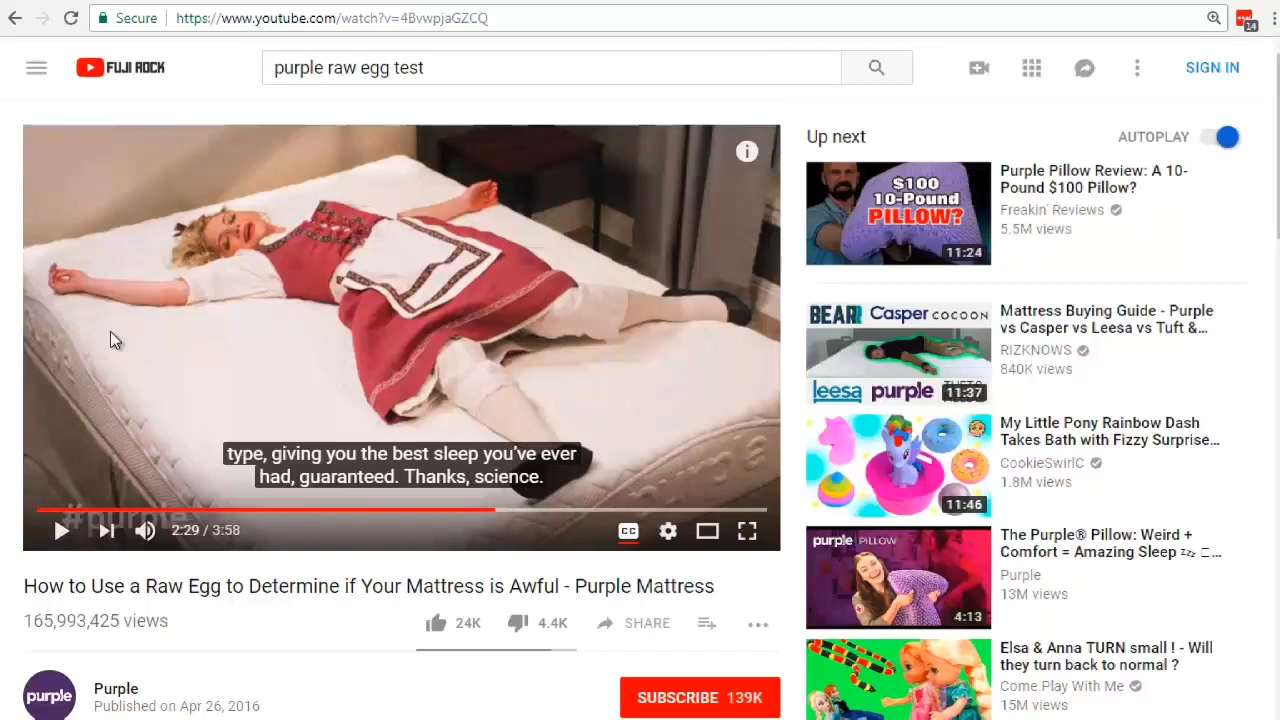 Secure
https://www.youtube.com/watch?v=4BvwpjaGZCQ
14
FUJI ROCK
purple raw egg test
SIGN IN
type, giving you the best sleep you've ever
had, guaranteed. Thanks, science.
#purple
2:29 / 3:58
CC
How to Use a Raw Egg to Determine if Your Mattress is Awful - Purple Mattress
165,993,425 views
24K
4.4K
SHARE
purple
Purple
Published on Apr 26, 2016
SUBSCRIBE 139K
Up next
AUTOPLAY
$100
10-Pound
PILLOW?
11:24
Purple Pillow Review: A 10-
Pound $100 Pillow?
Freakin' Reviews
5.5M views
BEAR Casper COCOON
leesa purple
11:37
Mattress Buying Guide - Purple
vs Casper vs Leesa vs Tuft &...
RIZKNOWS
840K views
11:46
My Little Pony Rainbow Dash
Takes Bath with Fizzy Surprise...
CookieSwirlC
1.8M views
purple PILLOW
4:13
The Purple® Pillow: Weird +
Comfort = Amazing Sleep 💤 □...
Purple
13M views
Elsa & Anna TURN small ! - Will
they turn back to normal ?
Come Play With Me
15M views